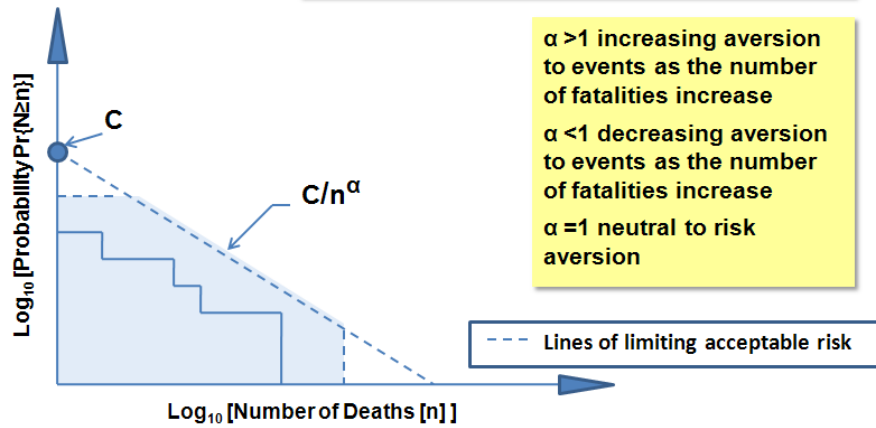 α >1 increasing aversion
to events as the number
of fatalities increase
α <1 decreasing aversion
to events as the number
of fatalities increase
α =1 neutral to risk
aversion
C
C/n^α
Log₁₀ [Probability Pr{N≥n}]
Lines of limiting acceptable risk
Log₁₀ [Number of Deaths [n] ]